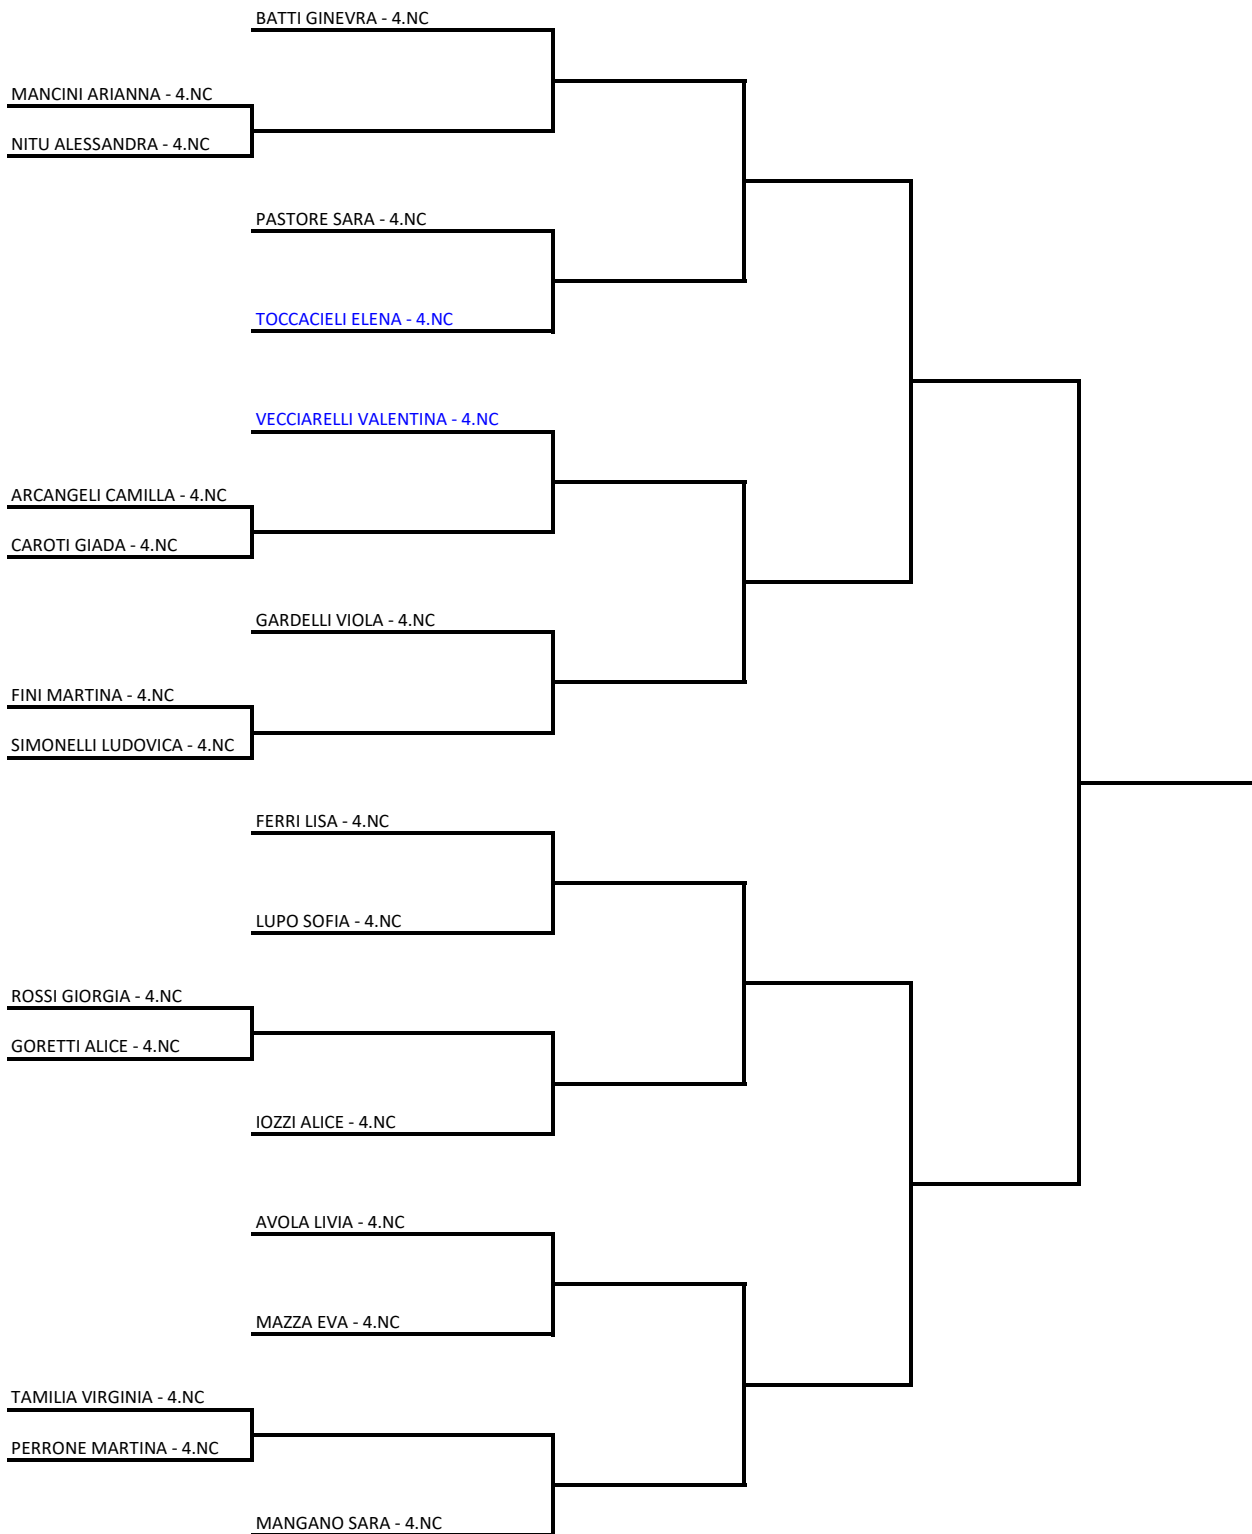 BATTI GINEVRA - 4.NC
MANCINI ARIANNA - 4.NC
NITU ALESSANDRA - 4.NC
PASTORE SARA - 4.NC
TOCCACIELI ELENA - 4.NC
VECCIARELLI VALENTINA - 4.NC
ARCANGELI CAMILLA - 4.NC
CAROTI GIADA - 4.NC
GARDELLI VIOLA - 4.NC
FINI MARTINA - 4.NC
SIMONELLI LUDOVICA - 4.NC
FERRI LISA - 4.NC
LUPO SOFIA - 4.NC
ROSSI GIORGIA - 4.NC
GORETTI ALICE - 4.NC
IOZZI ALICE - 4.NC
AVOLA LIVIA - 4.NC
MAZZA EVA - 4.NC
TAMILIA VIRGINIA - 4.NC
PERRONE MARTINA - 4.NC
MANGANO SARA - 4.NC